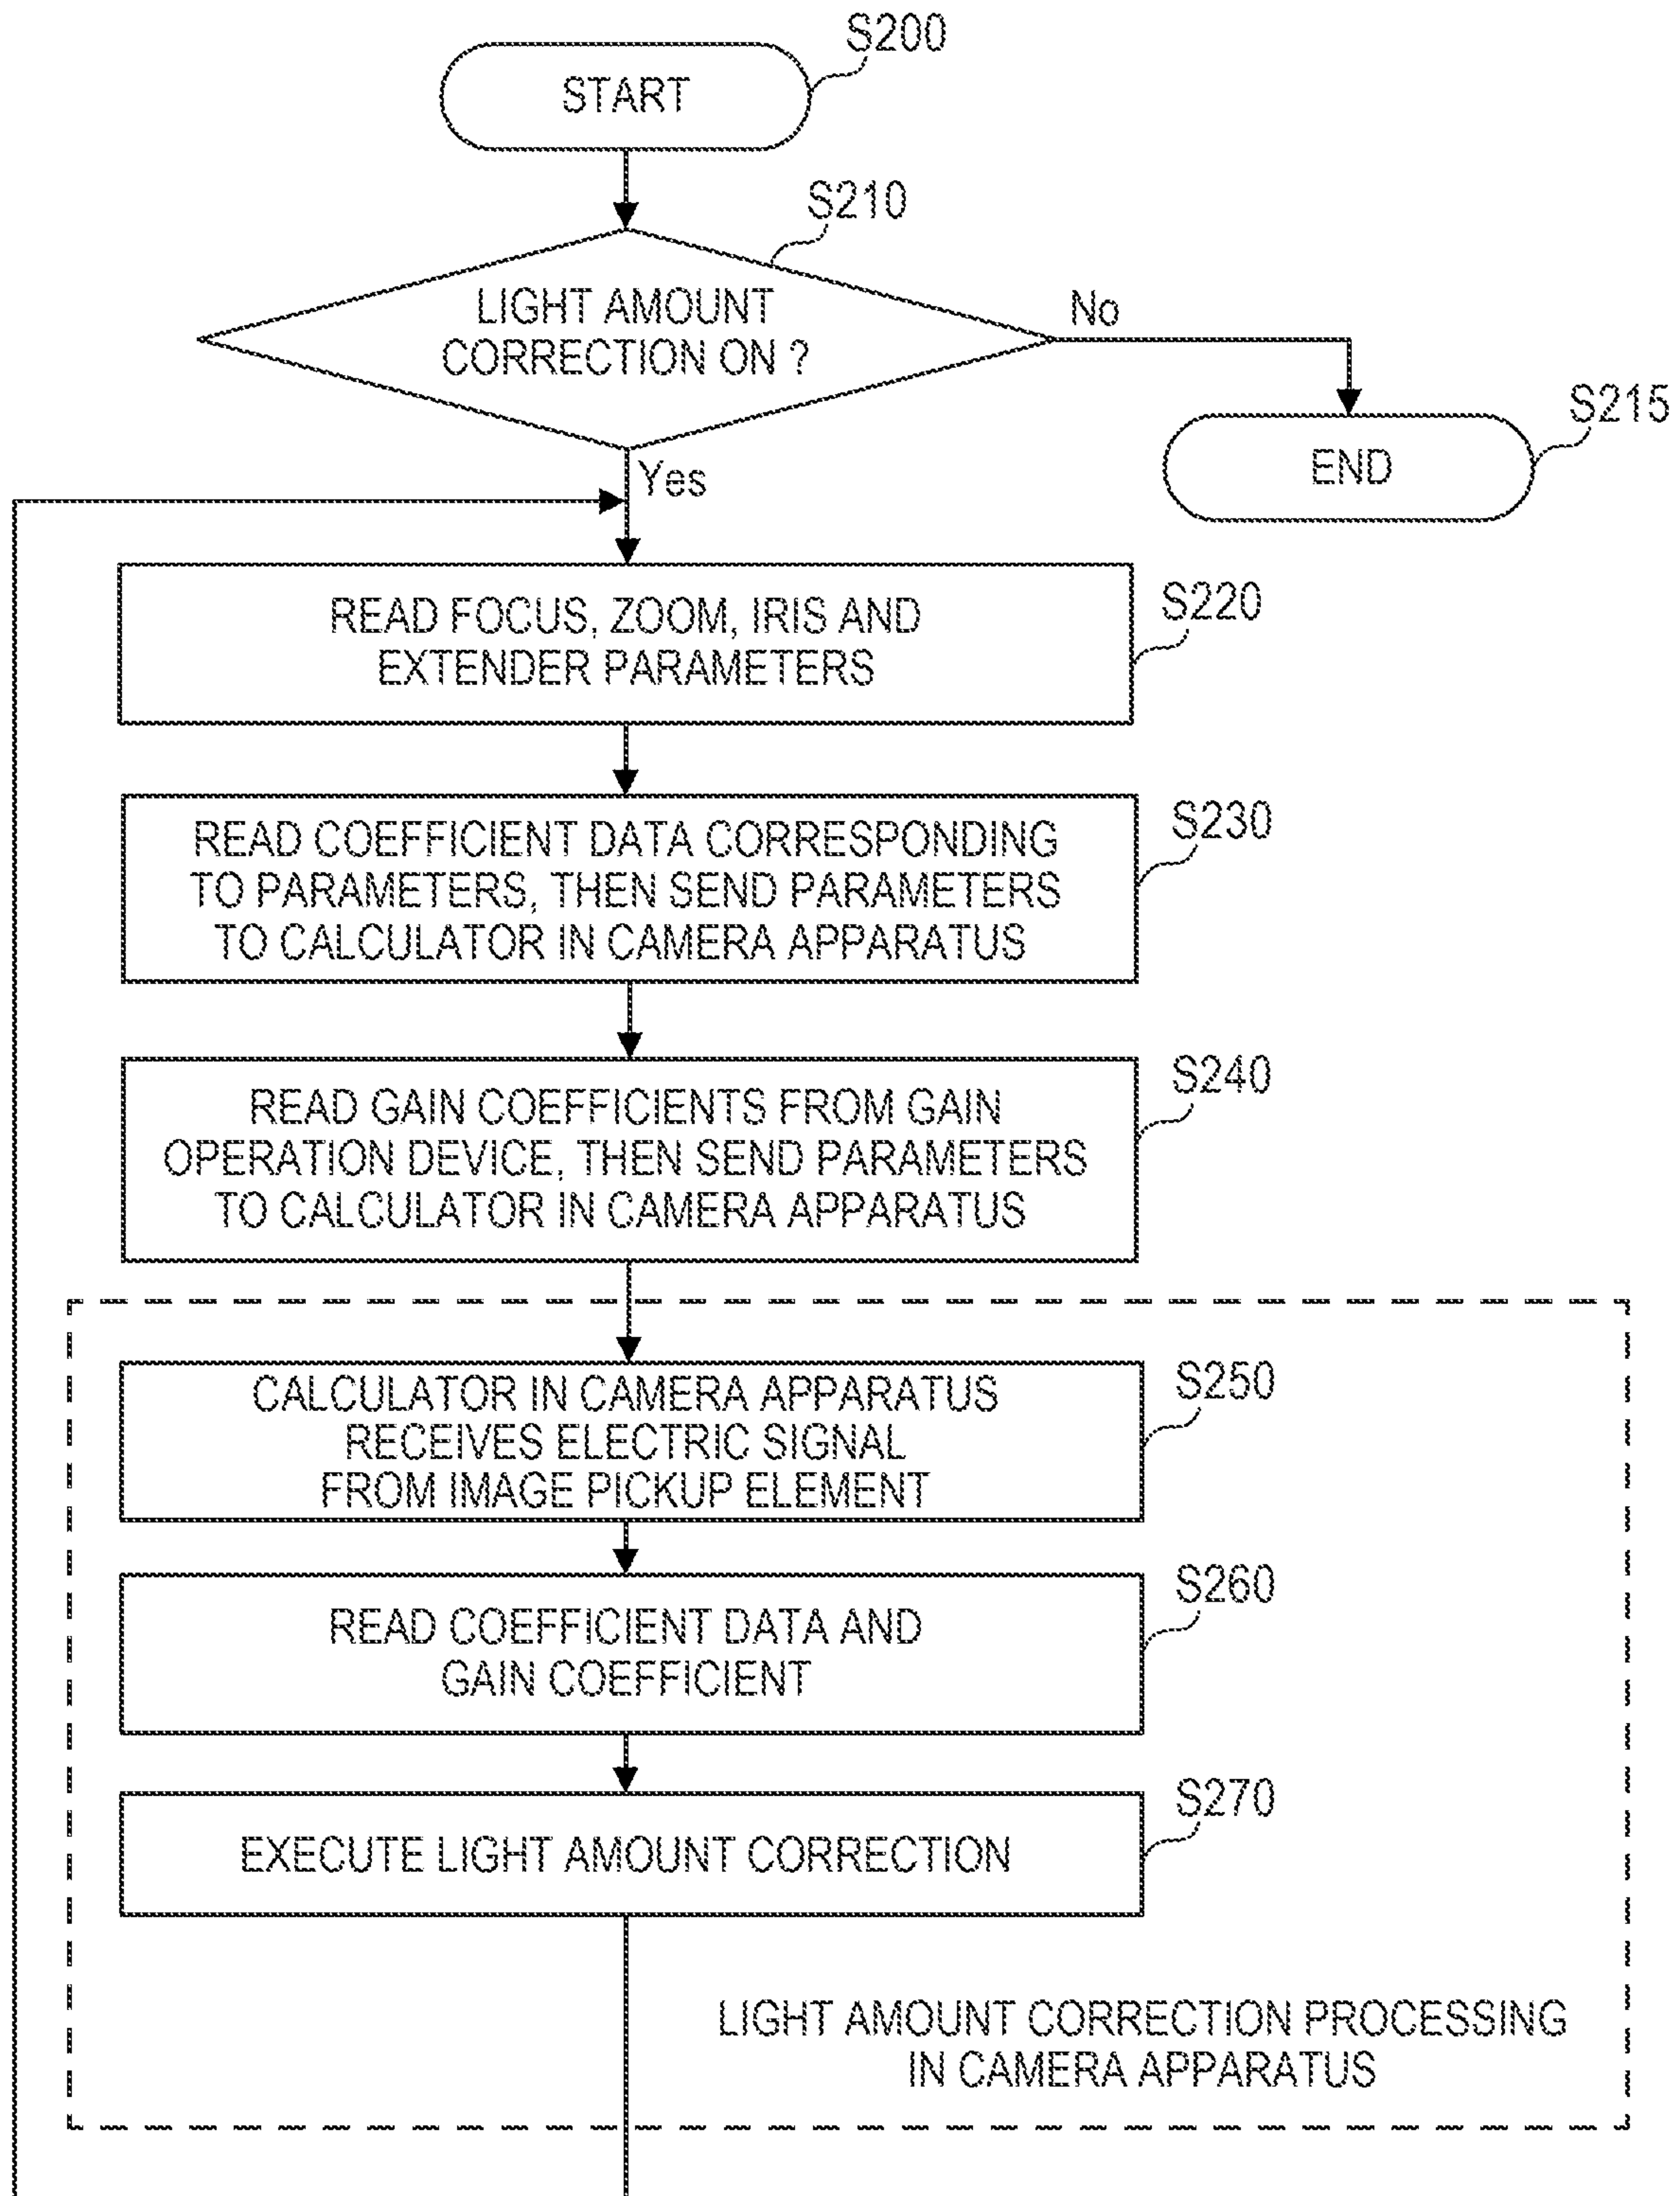 S200
START
S210
LIGHT AMOUNT
CORRECTION ON ?
No
S215
END
Yes
READ FOCUS, ZOOM, IRIS AND
EXTENDER PARAMETERS
S220
READ COEFFICIENT DATA CORRESPONDING
TO PARAMETERS, THEN SEND PARAMETERS
TO CALCULATOR IN CAMERA APPARATUS
S230
READ GAIN COEFFICIENTS FROM GAIN
OPERATION DEVICE, THEN SEND PARAMETERS
TO CALCULATOR IN CAMERA APPARATUS
S240
CALCULATOR IN CAMERA APPARATUS
RECEIVES ELECTRIC SIGNAL
FROM IMAGE PICKUP ELEMENT
S250
READ COEFFICIENT DATA AND
GAIN COEFFICIENT
S260
EXECUTE LIGHT AMOUNT CORRECTION
S270
LIGHT AMOUNT CORRECTION PROCESSING
IN CAMERA APPARATUS